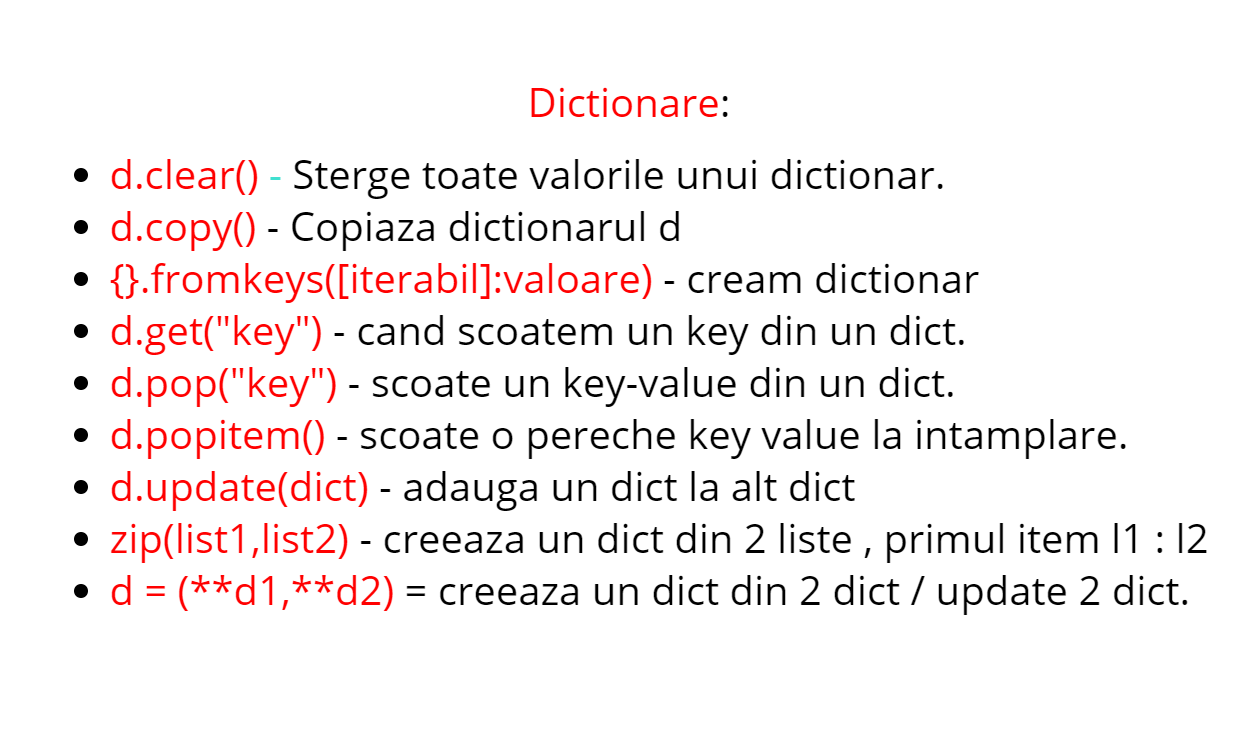 Dictionare:
d.clear() - Sterge toate valorile unui dictionar.
d.copy() - Copiaza dictionarul d
{}.fromkeys([iterabil]:valoare) - cream dictionar
d.get("key") - cand scoatem un key din un dict.
d.pop("key") - scoate un key-value din un dict.
d.popitem() - scoate o pereche key value la intamplare.
d.update(dict) - adauga un dict la alt dict
zip(list1,list2) - creeaza un dict din 2 liste , primul item l1 : l2
d = (**d1,**d2) = creeaza un dict din 2 dict / update 2 dict.